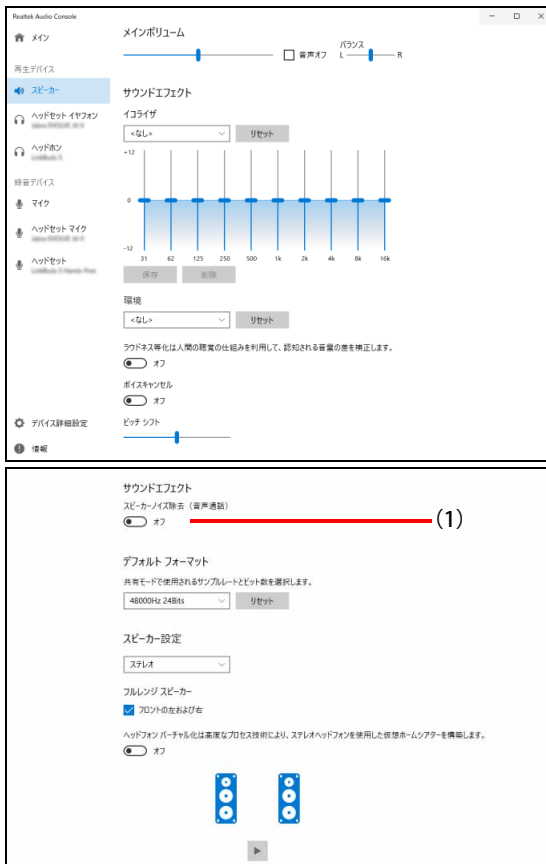 Realtek Audio Console
メイン
再生デバイス
スピーカー
ヘッドセット イヤフォン
ヘッドホン
録音デバイス
マイク
ヘッドセット マイク
ヘッドセット
デバイス詳細設定
情報
メインボリューム
音声オフ
バランス
L R
サウンドエフェクト
イコライザ
<なし> リセット
+12
0
-12
31 62 125 250 500 1k 2k 4k 8k 16k
保存 削除
環境
<なし> リセット
ラウドネス等化は人間の聴覚の仕組みを利用して、認知される音量の差を補正します。
オフ
ボイスキャンセル
オフ
ピッチ シフト
サウンドエフェクト
スピーカーノイズ除去（音声通話）
オフ (1)
デフォルト フォーマット
共有モードで使用されるサンプルレートとビット数を選択します。
48000Hz 24Bits リセット
スピーカー設定
ステレオ
フルレンジ スピーカー
フロントの左および右
ヘッドフォン バーチャル化は高度なプロセス技術により、ステレオヘッドフォンを使用した仮想ホームシアターを構築します。
オフ